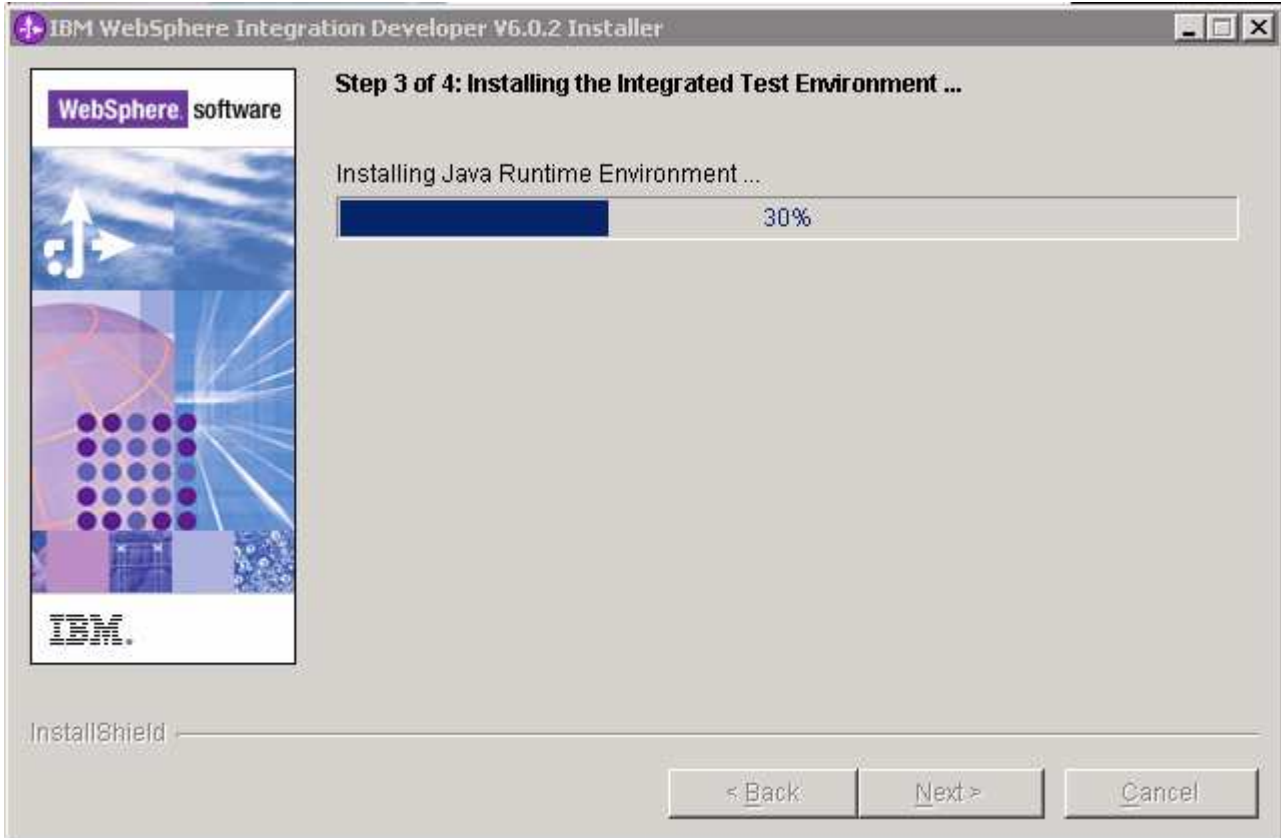 IBM WebSphere Integration Developer V6.0.2 Installer
WebSphere. software
Step 3 of 4: Installing the Integrated Test Environment ...
Installing Java Runtime Environment ...
30%
IBM.
InstallShield
< Back
Next >
Cancel